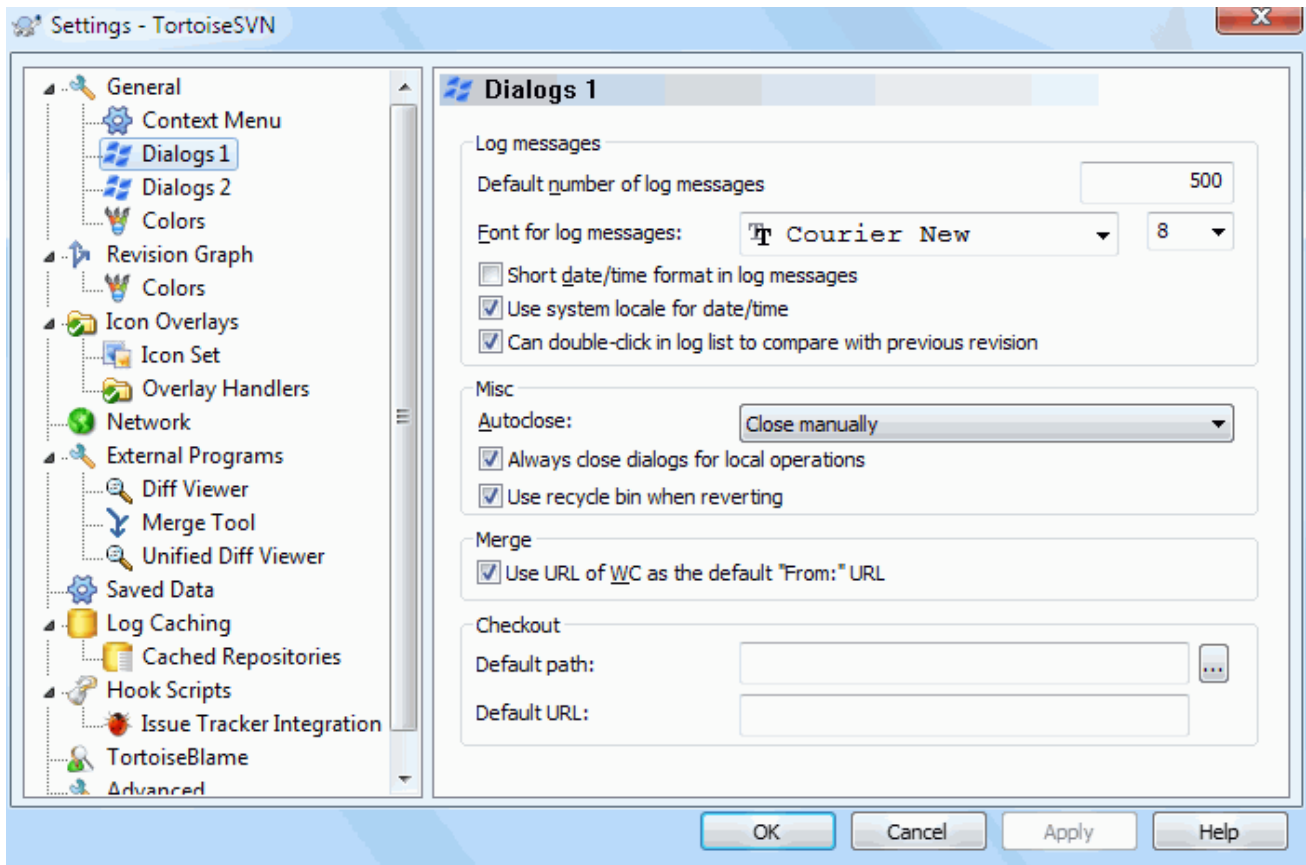 Settings - TortoiseSVN
General
Context Menu
Dialogs 1
Dialogs 2
Colors
Revision Graph
Colors
Icon Overlays
Icon Set
Overlay Handlers
Network
External Programs
Diff Viewer
Merge Tool
Unified Diff Viewer
Saved Data
Log Caching
Cached Repositories
Hook Scripts
Issue Tracker Integration
TortoiseBlame
Advanced
Dialogs 1
Log messages
Default number of log messages 500
Font for log messages: Courier New 8
Short date/time format in log messages
Use system locale for date/time
Can double-click in log list to compare with previous revision
Misc
Autoclose: Close manually
Always close dialogs for local operations
Use recycle bin when reverting
Merge
Use URL of WC as the default "From:" URL
Checkout
Default path: ...
Default URL:
OK Cancel Apply Help